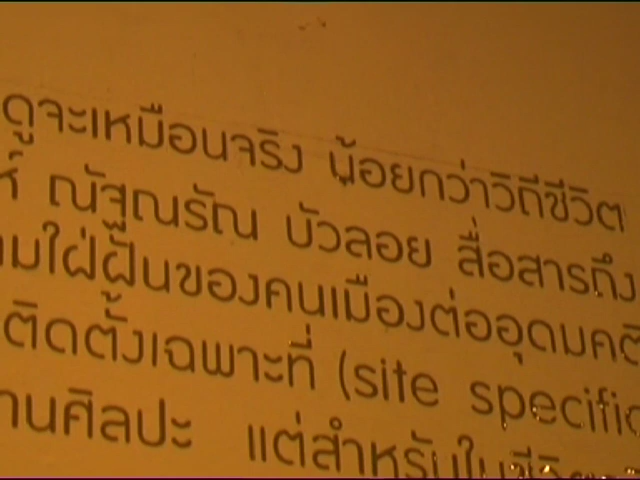 ดูจะเหมือนจริง น้อยกว่าวิถีชีวิต
ณัฐณรัณ บัวลอย สื่อสารถึง
ใฝ่ฝันของคนเมืองต่ออุดมคติ
ติดตั้งเฉพาะที่ (site specific
านศิลปะ แต่สำหรับใน